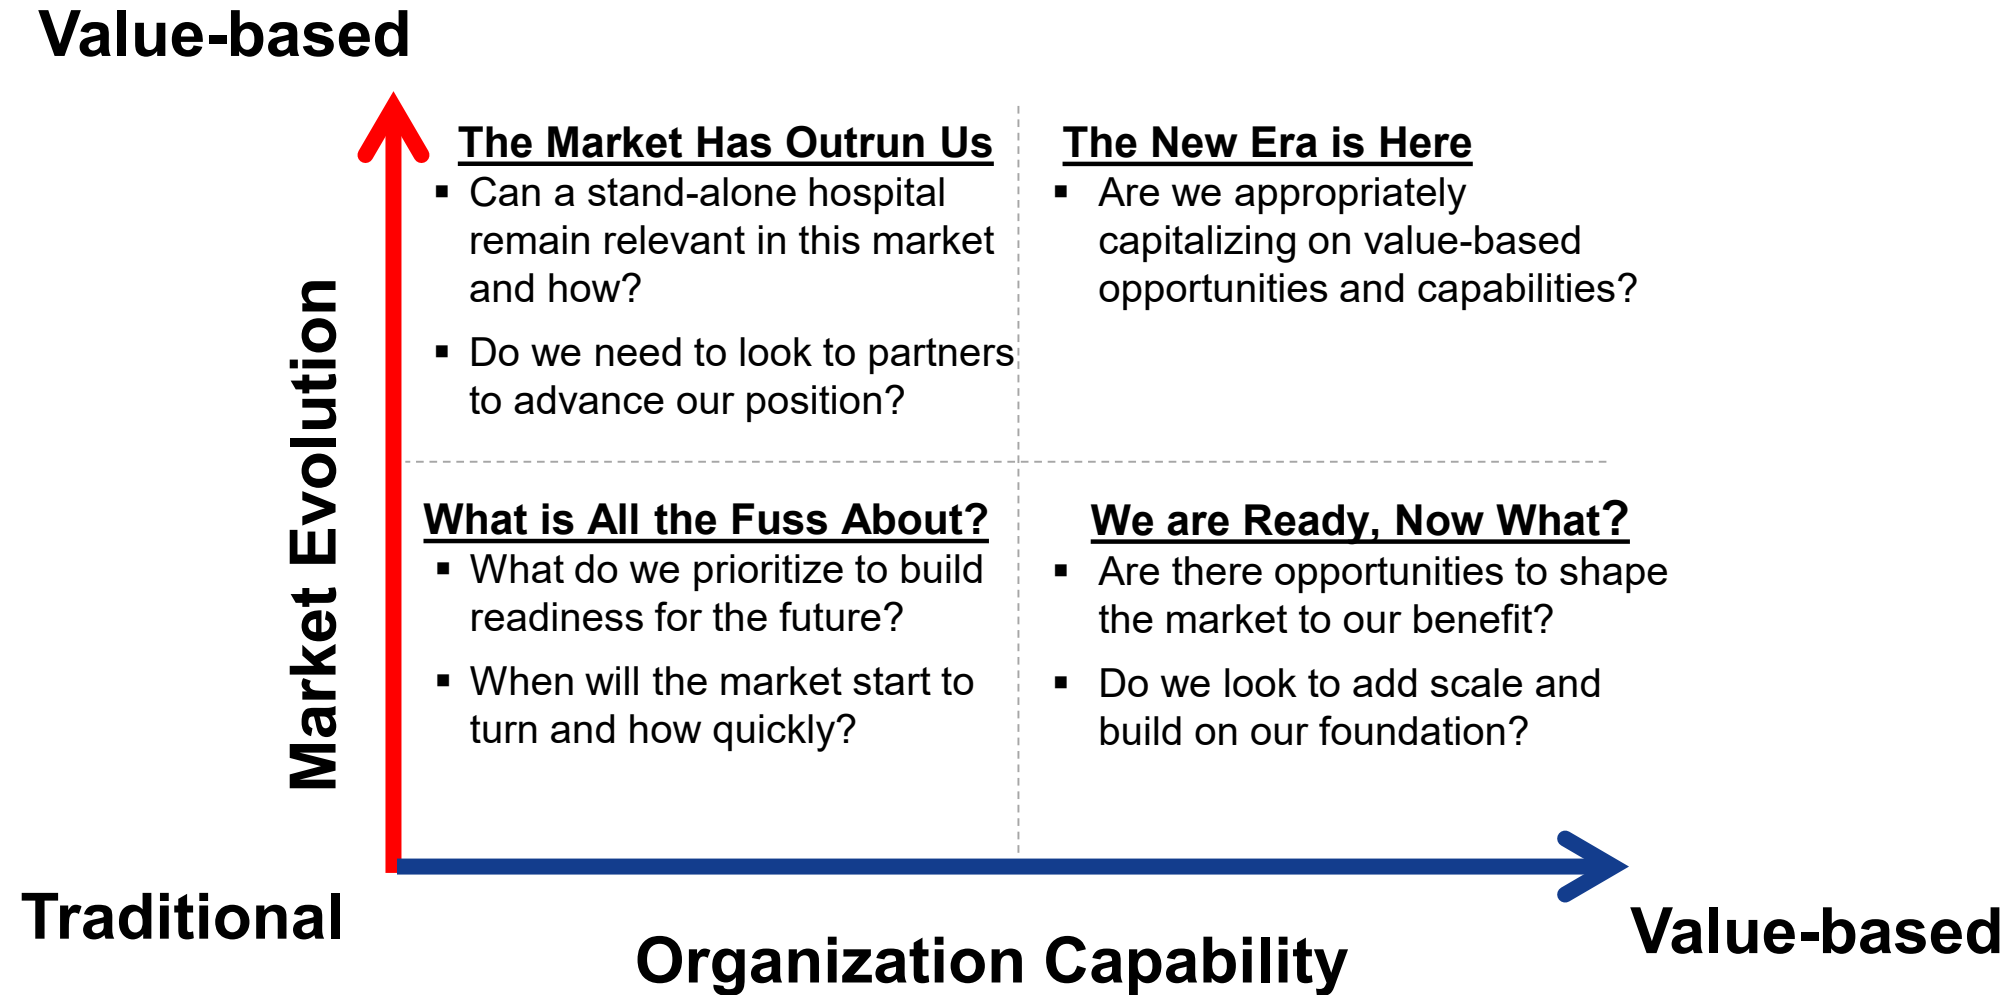 Value-based
The Market Has Outrun Us
▪ Can a stand-alone hospital
remain relevant in this market
and how?
▪ Do we need to look to partners
to advance our position?
The New Era is Here
▪ Are we appropriately
capitalizing on value-based
opportunities and capabilities?
Market Evolution
What is All the Fuss About?
▪ What do we prioritize to build
readiness for the future?
▪ When will the market start to
turn and how quickly?
We are Ready, Now What?
▪ Are there opportunities to shape
the market to our benefit?
▪ Do we look to add scale and
build on our foundation?
Traditional
Organization Capability
Value-based